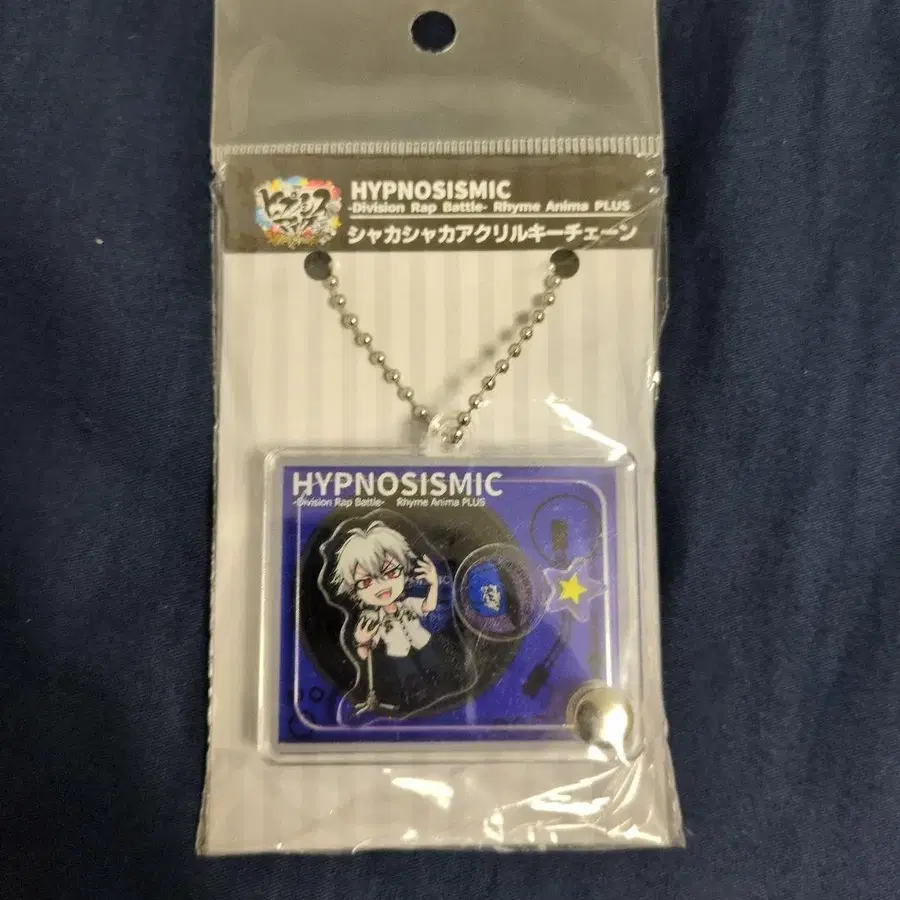 HYPNOSISMIC
-Division Rap Battle- Rhyme Anima PLUS
シャカシャカアクリルキーチェーン
HYPNOSISMIC
-Division Rap Battle- Rhyme Anima PLUS